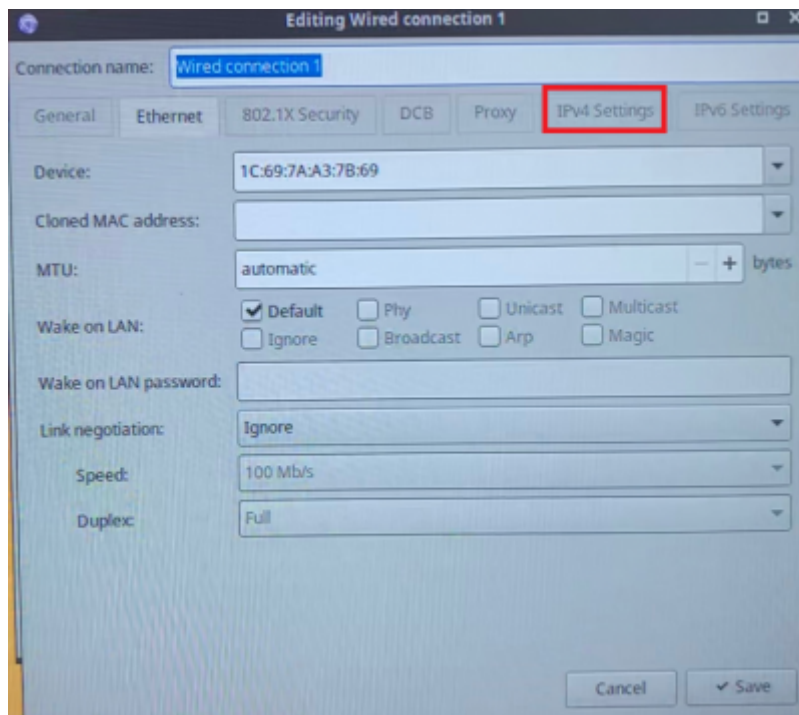 Editing Wired connection 1
Connection name: Wired connection 1
General Ethernet 802.1X Security DCB Proxy IPv4 Settings IPv6 Settings
Device: 1C:69:7A:A3:7B:69
Cloned MAC address:
MTU: automatic - + bytes
Wake on LAN: Default Phy Unicast Multicast
Ignore Broadcast Arp Magic
Wake on LAN password:
Link negotiation: Ignore
Speed: 100 Mb/s
Duplex: Full
Cancel Save